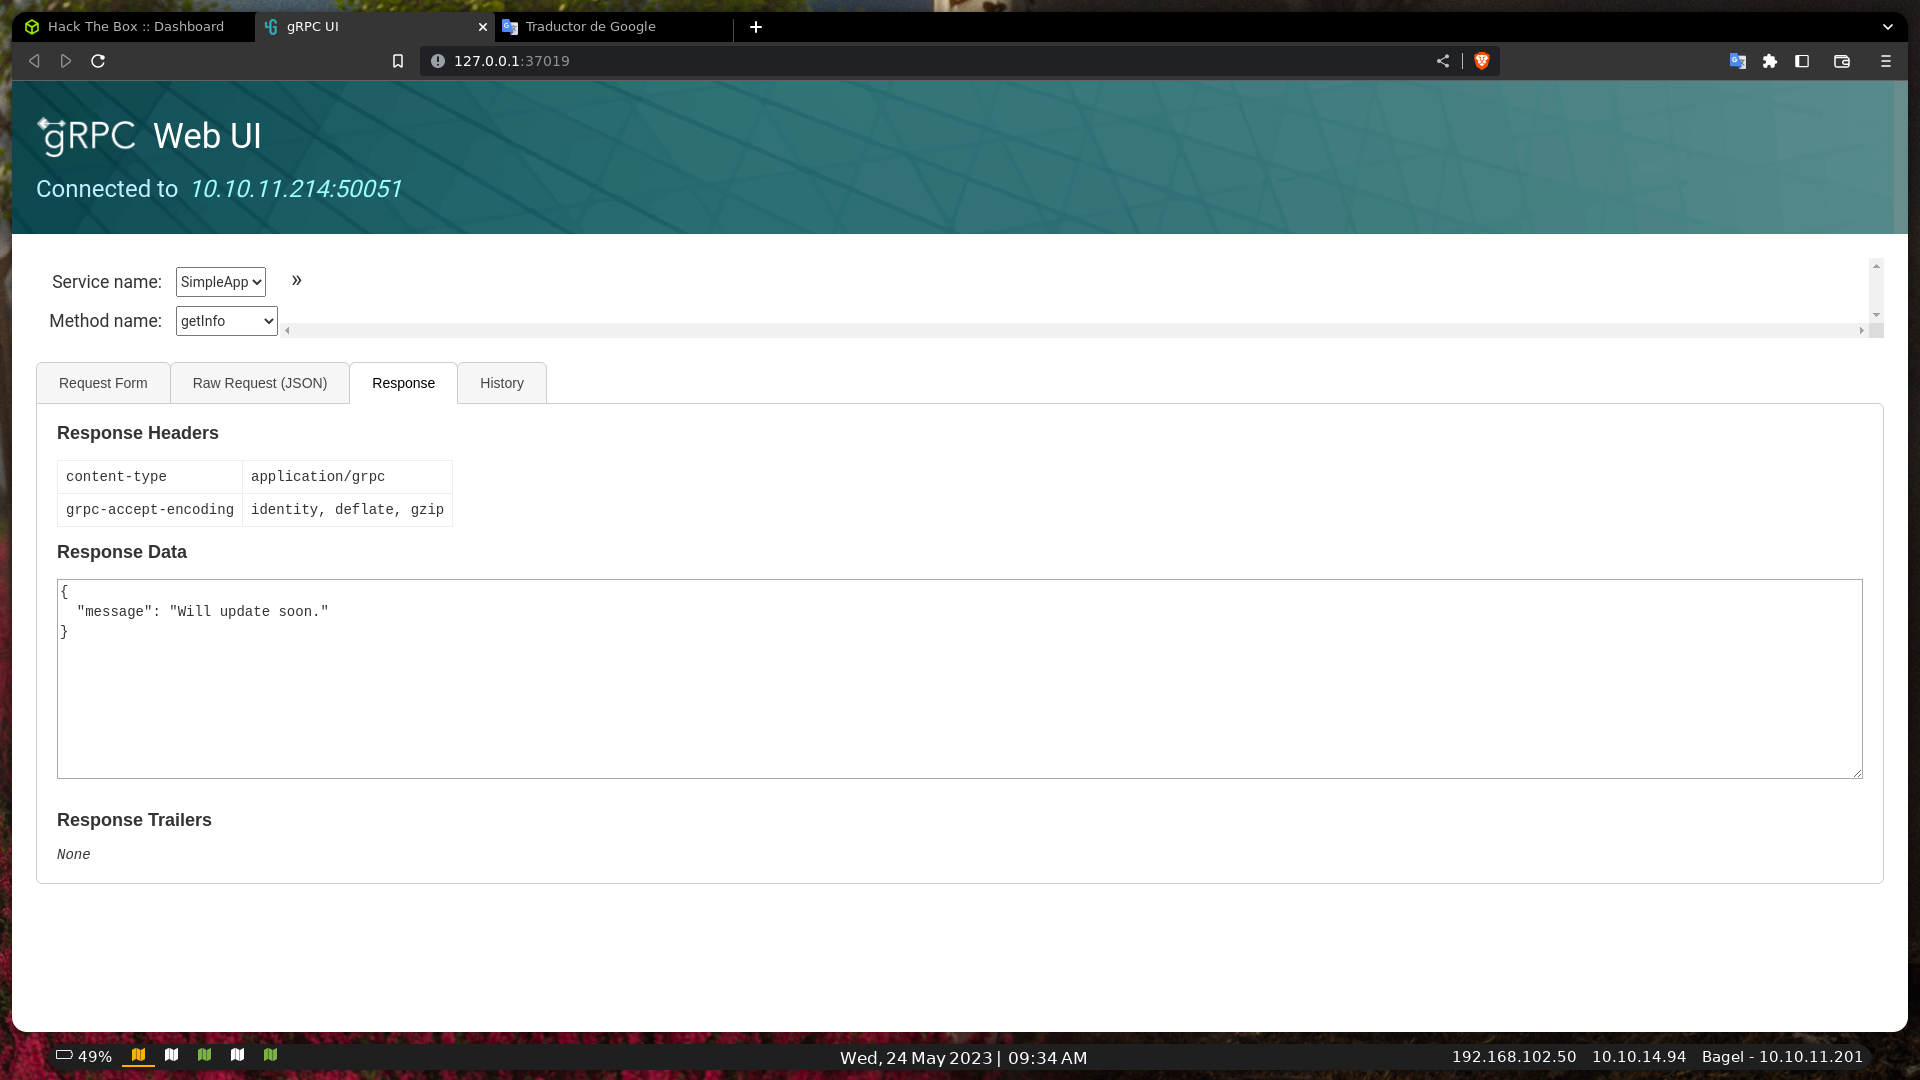 Hack The Box :: Dashboard
gRPC UI
Traductor de Google
127.0.0.1:37019
gRPC Web UI
Connected to 10.10.11.214:50051
Service name: SimpleApp »
Method name: getInfo
Request Form
Raw Request (JSON)
Response
History
Response Headers
content-type application/grpc
grpc-accept-encoding identity, deflate, gzip
Response Data
{
  "message": "Will update soon."
}
Response Trailers
None
49%
Wed, 24 May 2023 | 09:34 AM
192.168.102.50
10.10.14.94
Bagel - 10.10.11.201